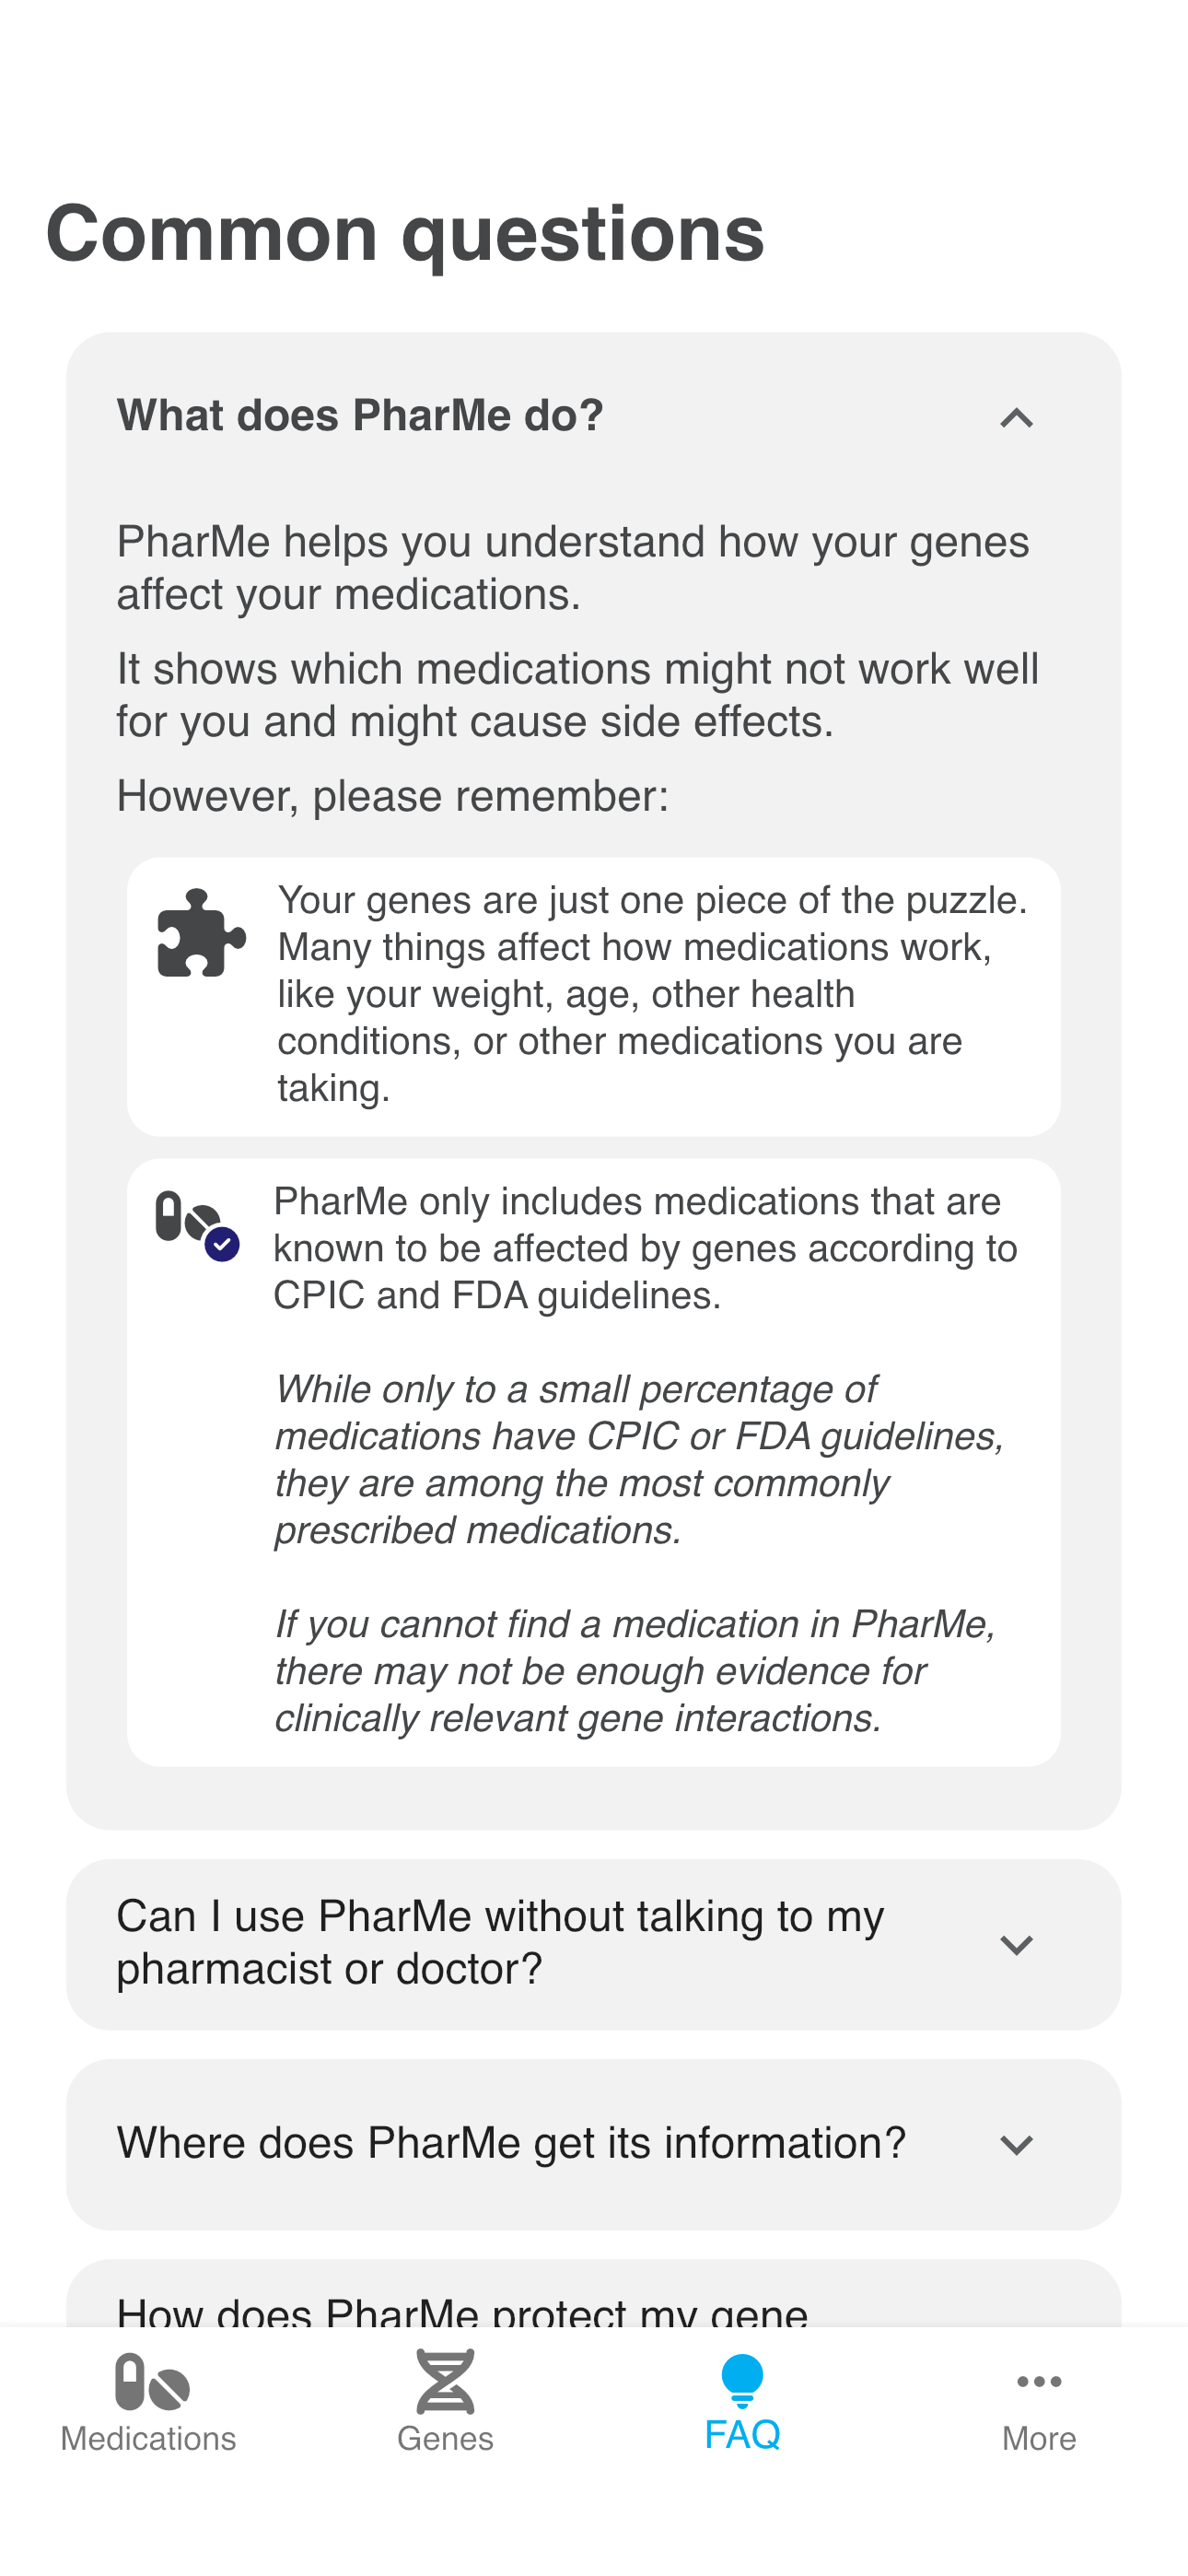 Common questions
What does PharMe do?
PharMe helps you understand how your genes
affect your medications.
It shows which medications might not work well
for you and might cause side effects.
However, please remember:
Your genes are just one piece of the puzzle.
Many things affect how medications work,
like your weight, age, other health
conditions, or other medications you are
taking.
PharMe only includes medications that are
known to be affected by genes according to
CPIC and FDA guidelines.
While only to a small percentage of
medications have CPIC or FDA guidelines,
they are among the most commonly
prescribed medications.
If you cannot find a medication in PharMe,
there may not be enough evidence for
clinically relevant gene interactions.
Can I use PharMe without talking to my
pharmacist or doctor?
Where does PharMe get its information?
How does PharMe protect my gene
Medications
Genes
FAQ
More